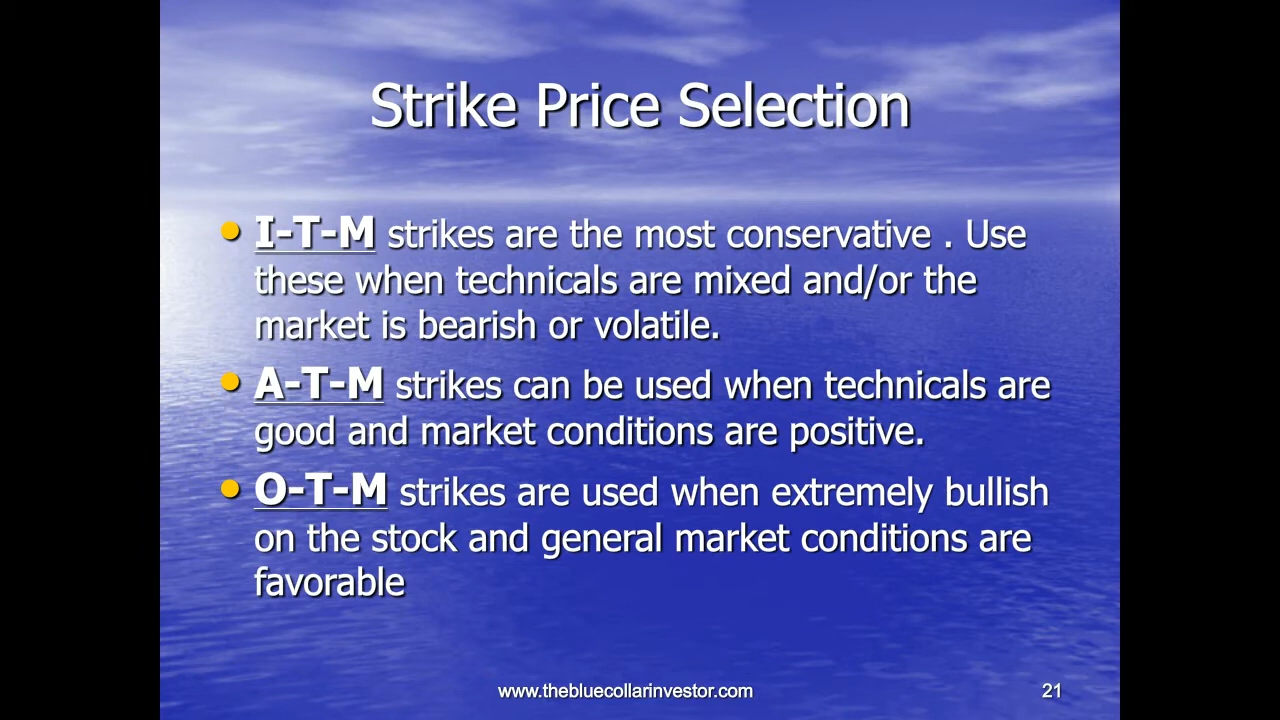 Strike Price Selection
• I-T-M strikes are the most conservative . Use
these when technicals are mixed and/or the
market is bearish or volatile.
• A-T-M strikes can be used when technicals are
good and market conditions are positive.
• O-T-M strikes are used when extremely bullish
on the stock and general market conditions are
favorable
www.thebluecollarinvestor.com
21